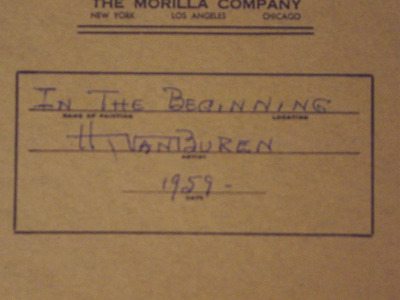 THE MORILLA COMPANY
NEW YORK LOS ANGELES CHICAGO
IN THE BEGINNING
NAME OF PAINTING LOCATION
H. VANBUREN
ARTIST
1959-
DATE